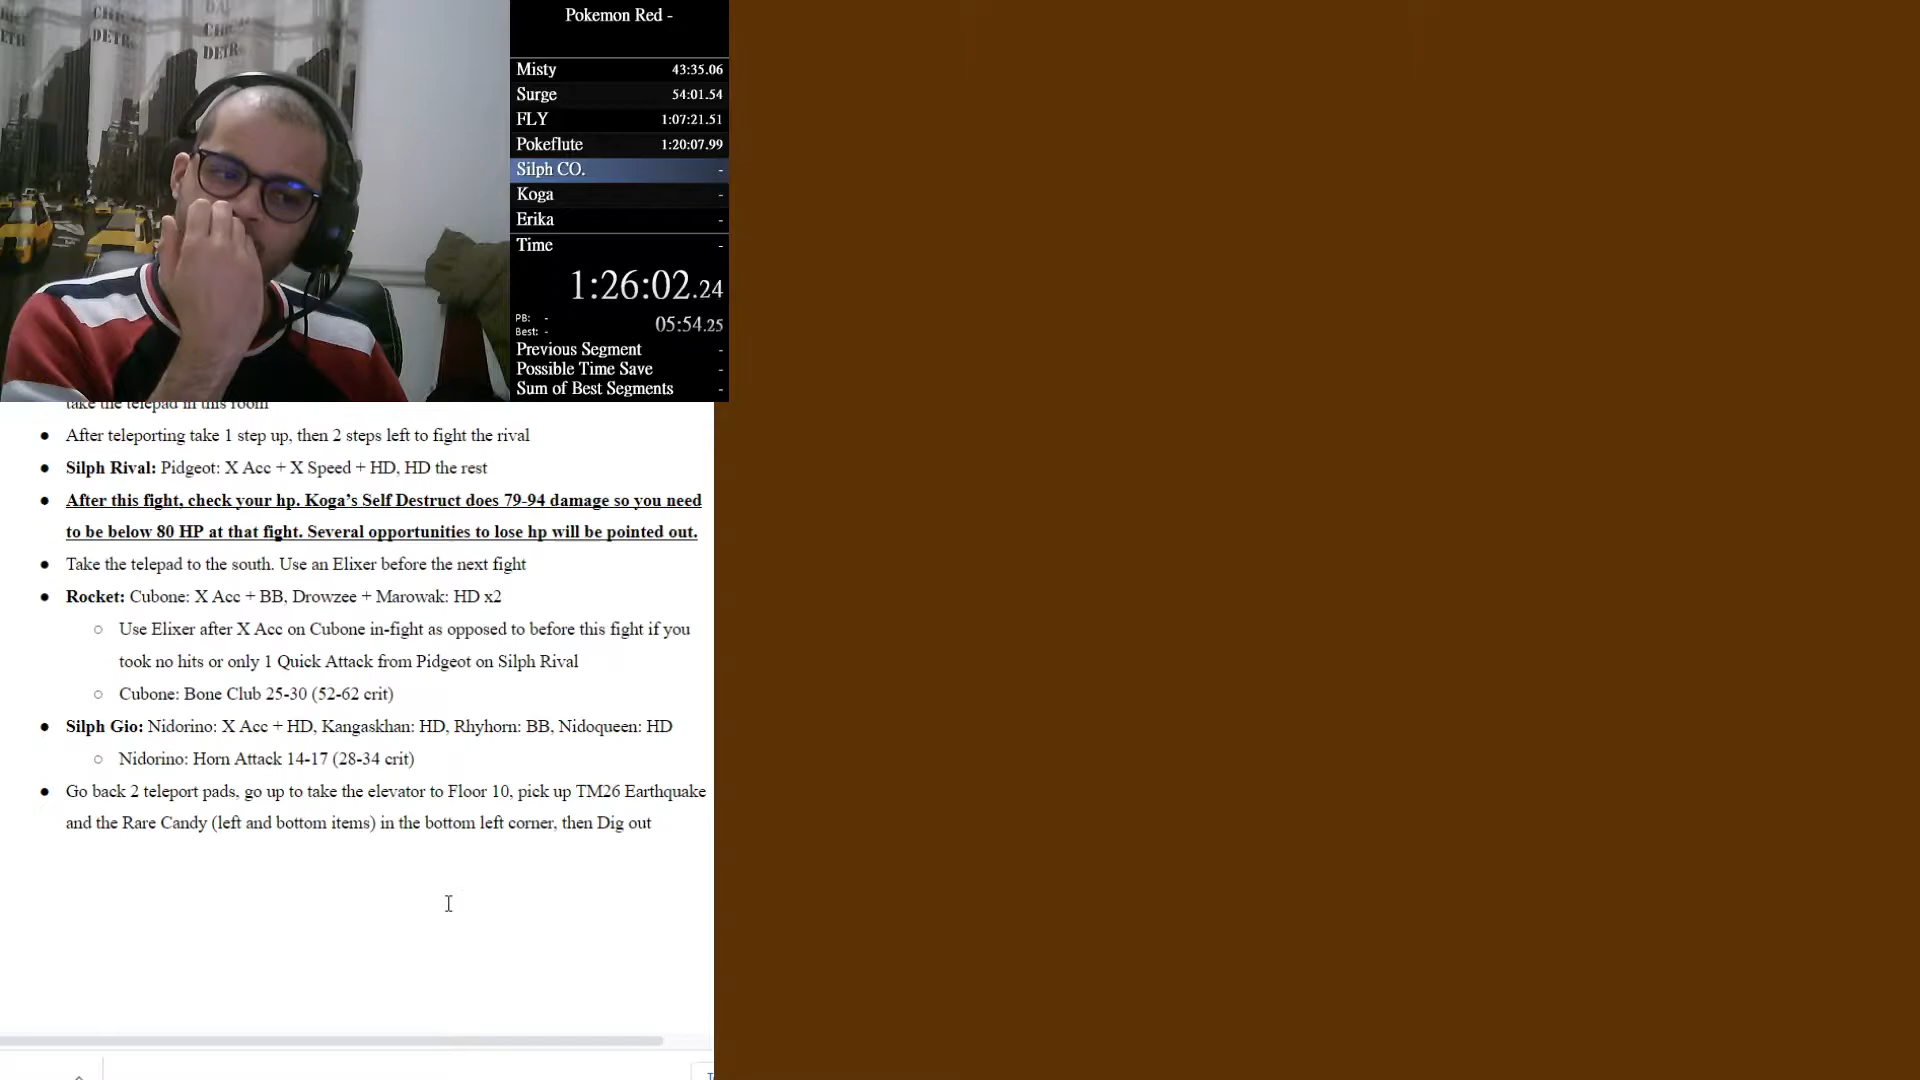 CHIC
DETR
DETR
Pokemon Red -
Misty 43:35.06
Surge 54:01.54
FLY 1:07:21.51
Pokeflute 1:20:07.99
Silph CO. -
Koga -
Erika -
Time -
1:26:02.24
PB: -
Best: -
05:54.25
Previous Segment -
Possible Time Save -
Sum of Best Segments -
take the telepad in this room
● After teleporting take 1 step up, then 2 steps left to fight the rival
● Silph Rival: Pidgeot: X Acc + X Speed + HD, HD the rest
● After this fight, check your hp. Koga's Self Destruct does 79-94 damage so you need
to be below 80 HP at that fight. Several opportunities to lose hp will be pointed out.
● Take the telepad to the south. Use an Elixer before the next fight
● Rocket: Cubone: X Acc + BB, Drowzee + Marowak: HD x2
○ Use Elixer after X Acc on Cubone in-fight as opposed to before this fight if you
took no hits or only 1 Quick Attack from Pidgeot on Silph Rival
○ Cubone: Bone Club 25-30 (52-62 crit)
● Silph Gio: Nidorino: X Acc + HD, Kangaskhan: HD, Rhyhorn: BB, Nidoqueen: HD
○ Nidorino: Horn Attack 14-17 (28-34 crit)
● Go back 2 teleport pads, go up to take the elevator to Floor 10, pick up TM26 Earthquake
and the Rare Candy (left and bottom items) in the bottom left corner, then Dig out